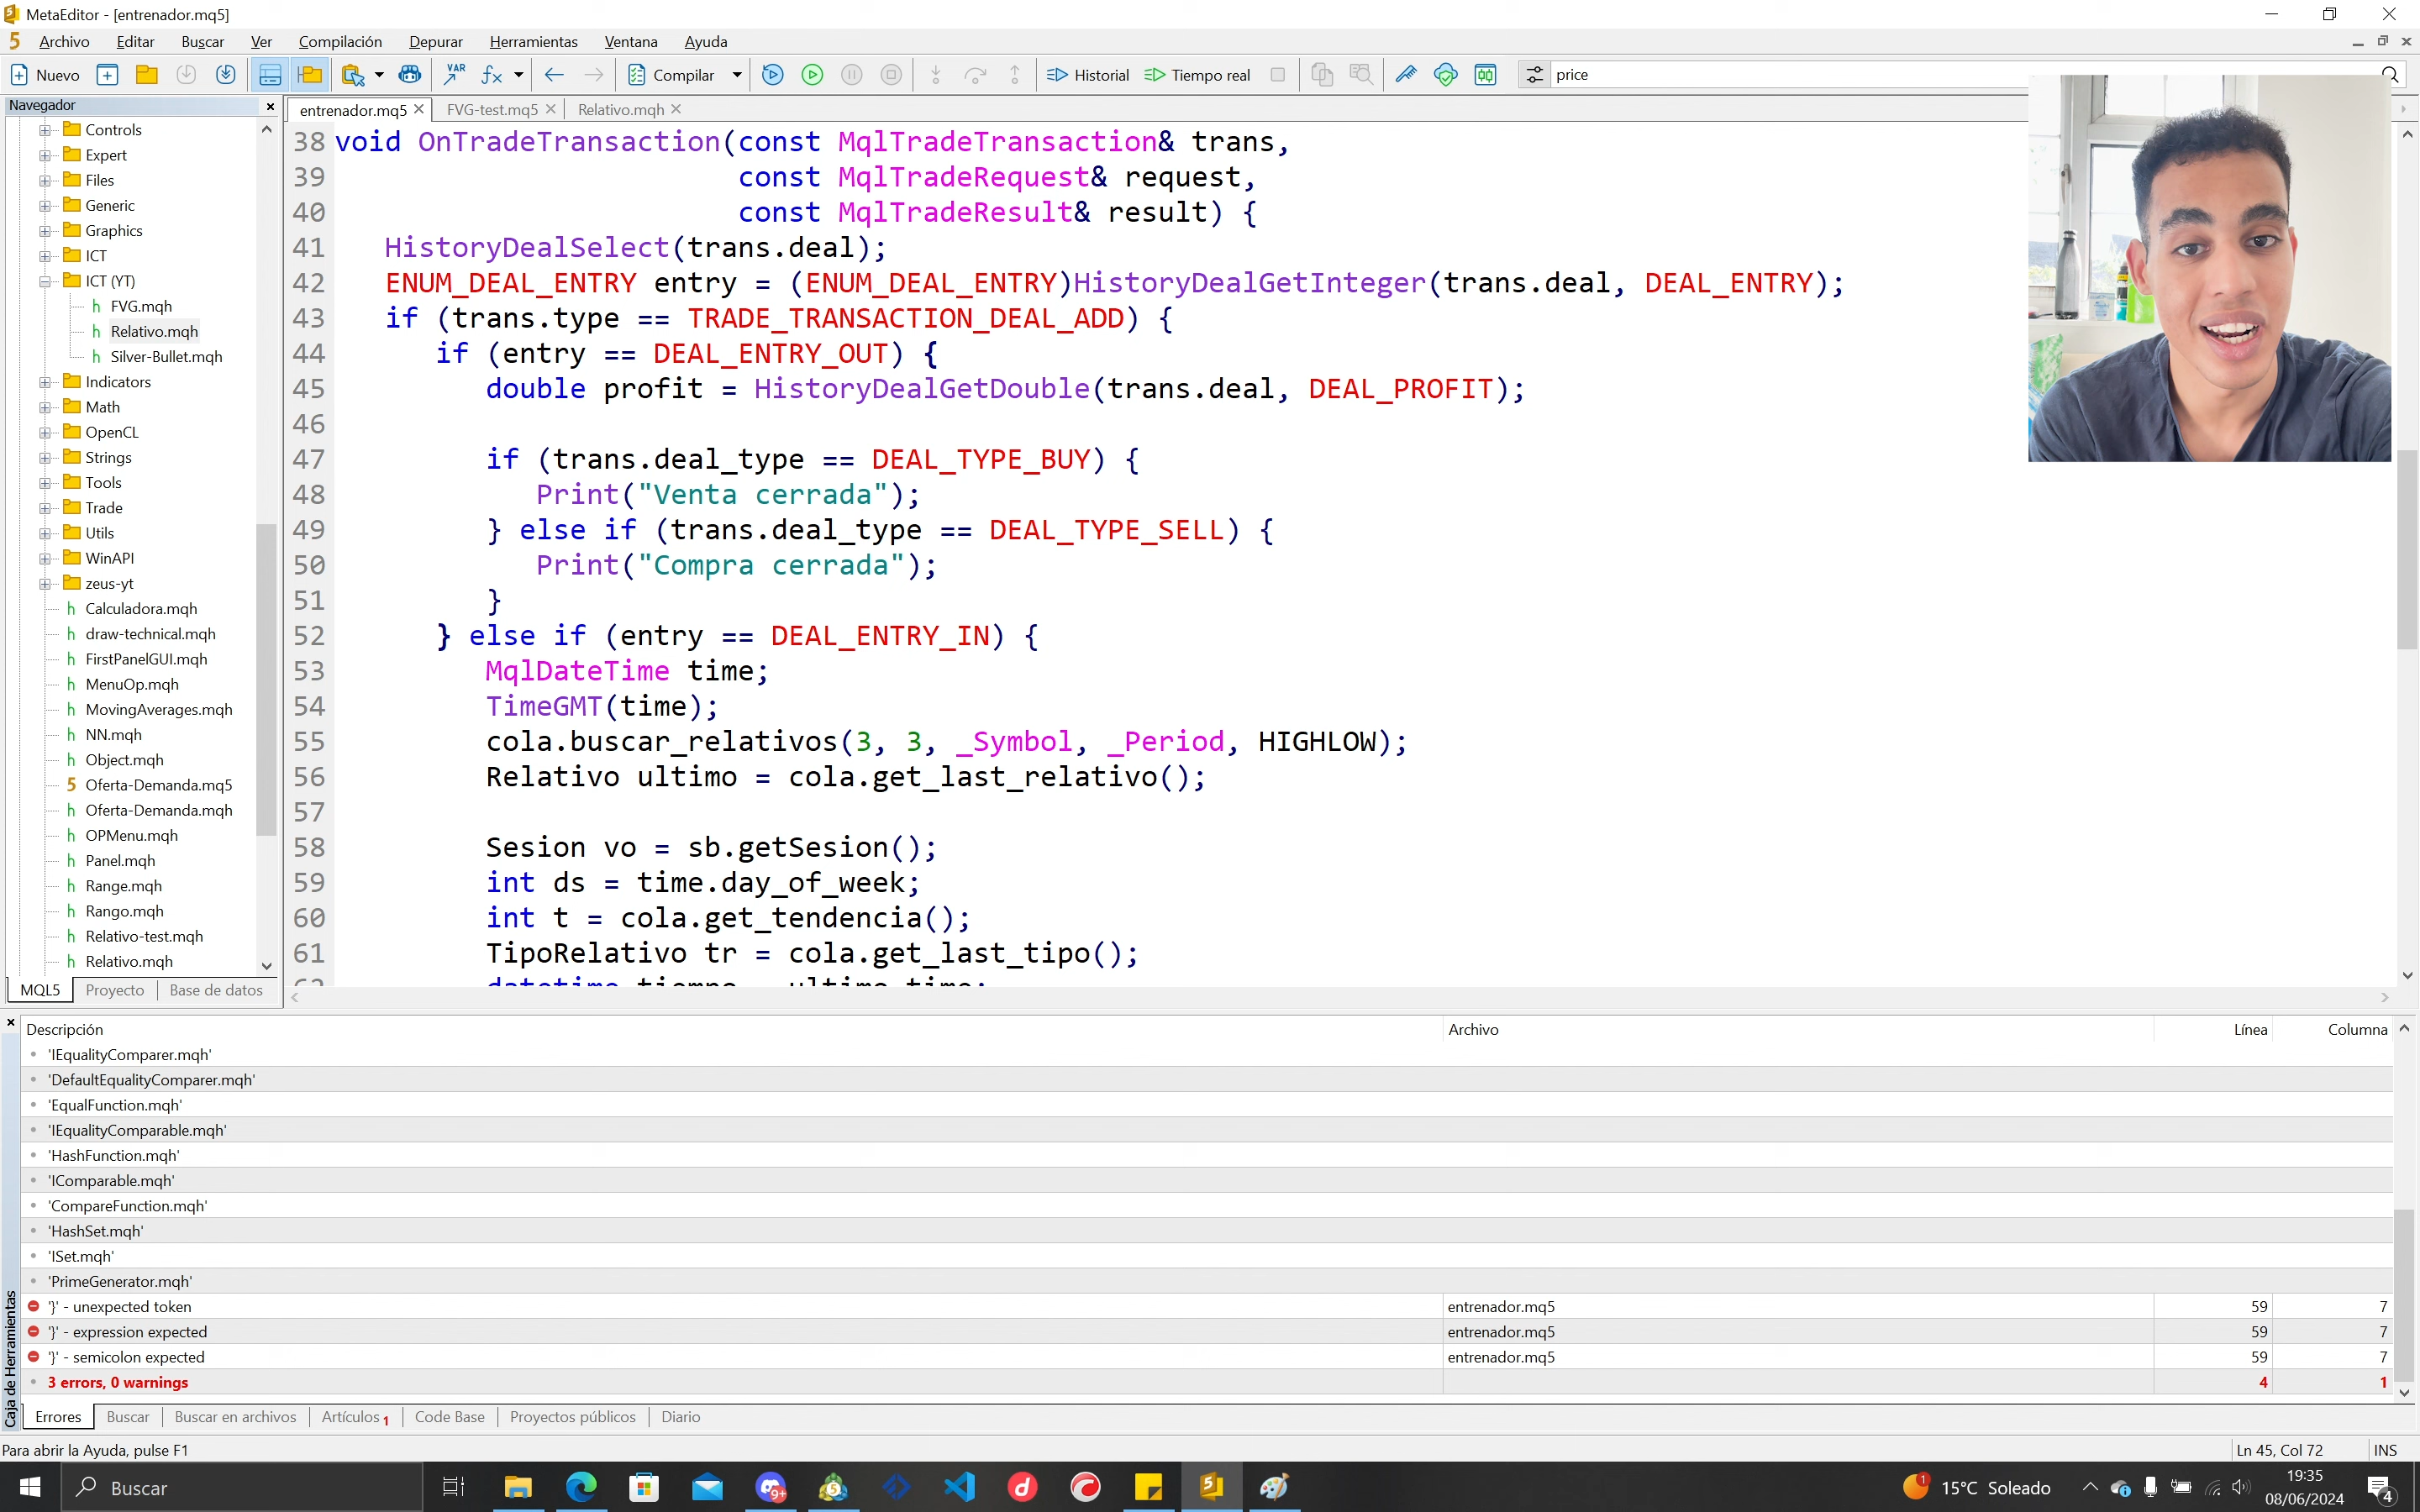 MetaEditor - [entrenador.mq5]
Archivo Editar Buscar Ver Compilación Depurar Herramientas Ventana Ayuda
Nuevo VAR Compilar Historial Tiempo real price
Navegador
entrenador.mq5 FVG-test.mq5 Relativo.mqh
Controls
Expert
Files
Generic
Graphics
ICT
ICT (YT)
FVG.mqh
Relativo.mqh
Silver-Bullet.mqh
Indicators
Math
OpenCL
Strings
Tools
Trade
Utils
WinAPI
zeus-yt
Calculadora.mqh
draw-technical.mqh
FirstPanelGUI.mqh
MenuOp.mqh
MovingAverages.mqh
NN.mqh
Object.mqh
Oferta-Demanda.mq5
Oferta-Demanda.mqh
OPMenu.mqh
Panel.mqh
Range.mqh
Rango.mqh
Relativo-test.mqh
Relativo.mqh
MQL5 Proyecto Base de datos
38 void OnTradeTransaction(const MqlTradeTransaction& trans,
39 const MqlTradeRequest& request,
40 const MqlTradeResult& result) {
41 HistoryDealSelect(trans.deal);
42 ENUM_DEAL_ENTRY entry = (ENUM_DEAL_ENTRY)HistoryDealGetInteger(trans.deal, DEAL_ENTRY);
43 if (trans.type == TRADE_TRANSACTION_DEAL_ADD) {
44 if (entry == DEAL_ENTRY_OUT) {
45 double profit = HistoryDealGetDouble(trans.deal, DEAL_PROFIT);
46
47 if (trans.deal_type == DEAL_TYPE_BUY) {
48 Print("Venta cerrada");
49 } else if (trans.deal_type == DEAL_TYPE_SELL) {
50 Print("Compra cerrada");
51 }
52 } else if (entry == DEAL_ENTRY_IN) {
53 MqlDateTime time;
54 TimeGMT(time);
55 cola.buscar_relativos(3, 3, _Symbol, _Period, HIGHLOW);
56 Relativo ultimo = cola.get_last_relativo();
57
58 Sesion vo = sb.getSesion();
59 int ds = time.day_of_week;
60 int t = cola.get_tendencia();
61 TipoRelativo tr = cola.get_last_tipo();
Descripción Archivo Línea Columna
'IEqualityComparer.mqh'
'DefaultEqualityComparer.mqh'
'EqualFunction.mqh'
'IEqualityComparable.mqh'
'HashFunction.mqh'
'IComparable.mqh'
'CompareFunction.mqh'
'HashSet.mqh'
'ISet.mqh'
'PrimeGenerator.mqh'
'}' - unexpected token entrenador.mq5 59 7
'}' - expression expected entrenador.mq5 59 7
'}' - semicolon expected entrenador.mq5 59 7
3 errors, 0 warnings 4 1
Caja de Herramientas
Errores Buscar Buscar en archivos Artículos 1 Code Base Proyectos públicos Diario
Para abrir la Ayuda, pulse F1 Ln 45, Col 72 INS
Buscar 9+ 1 15°C Soleado 19:35
08/06/2024 4